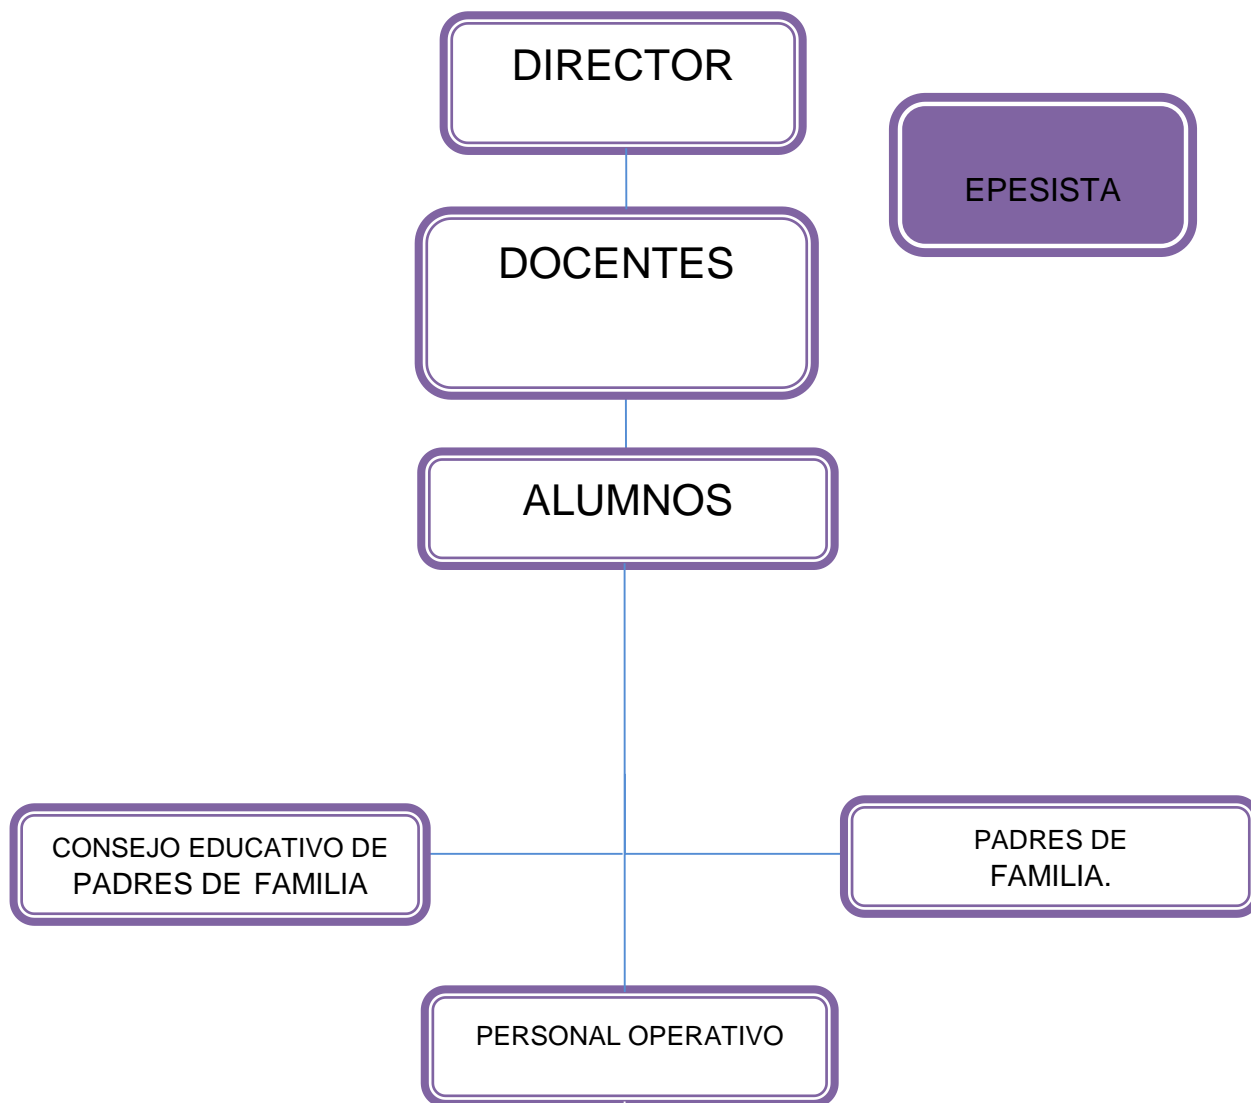 DIRECTOR
EPESISTA
DOCENTES
ALUMNOS
CONSEJO EDUCATIVO DE
PADRES DE FAMILIA
PADRES DE
FAMILIA.
PERSONAL OPERATIVO